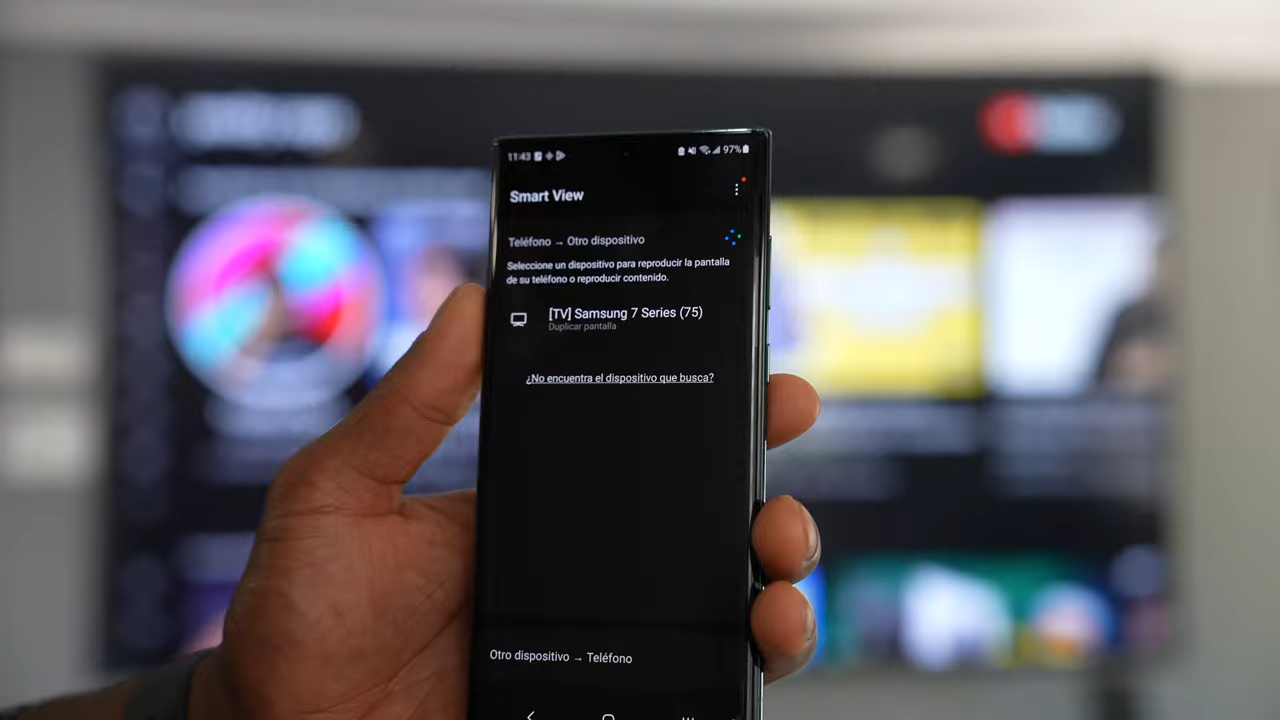 11:43
97%
Smart View
Teléfono → Otro dispositivo
Seleccione un dispositivo para reproducir la pantalla
de su teléfono o reproducir contenido.
[TV] Samsung 7 Series (75)
Duplicar pantalla
¿No encuentra el dispositivo que busca?
Otro dispositivo → Teléfono